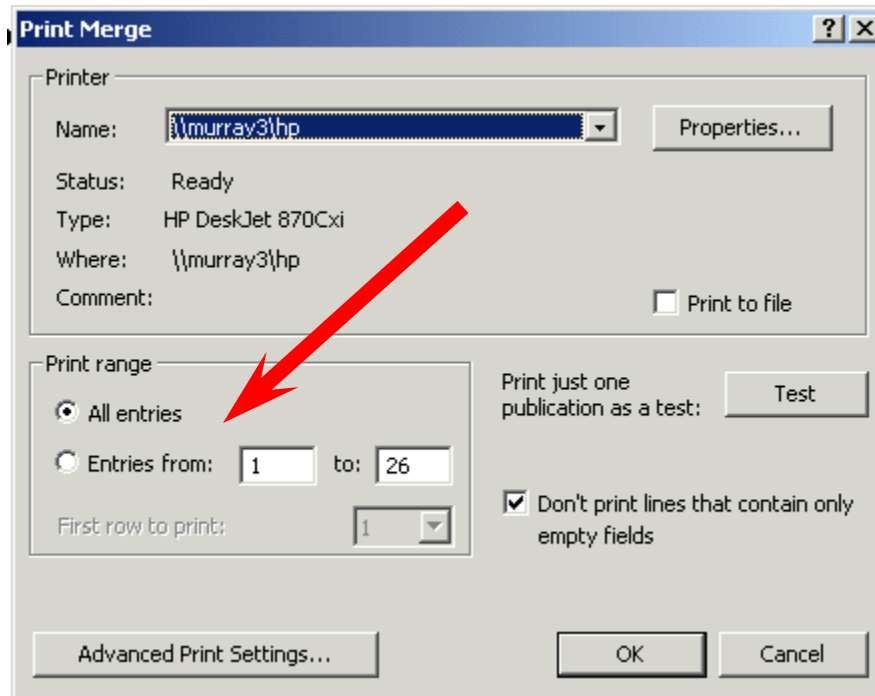 Print Merge
Printer
Name: \\murray3\hp Properties...
Status: Ready
Type: HP DeskJet 870Cxi
Where: \\murray3\hp
Comment: Print to file
Print range
All entries
Entries from: 1 to: 26
First row to print: 1
Print just one
publication as a test: Test
Don't print lines that contain only
empty fields
Advanced Print Settings... OK Cancel